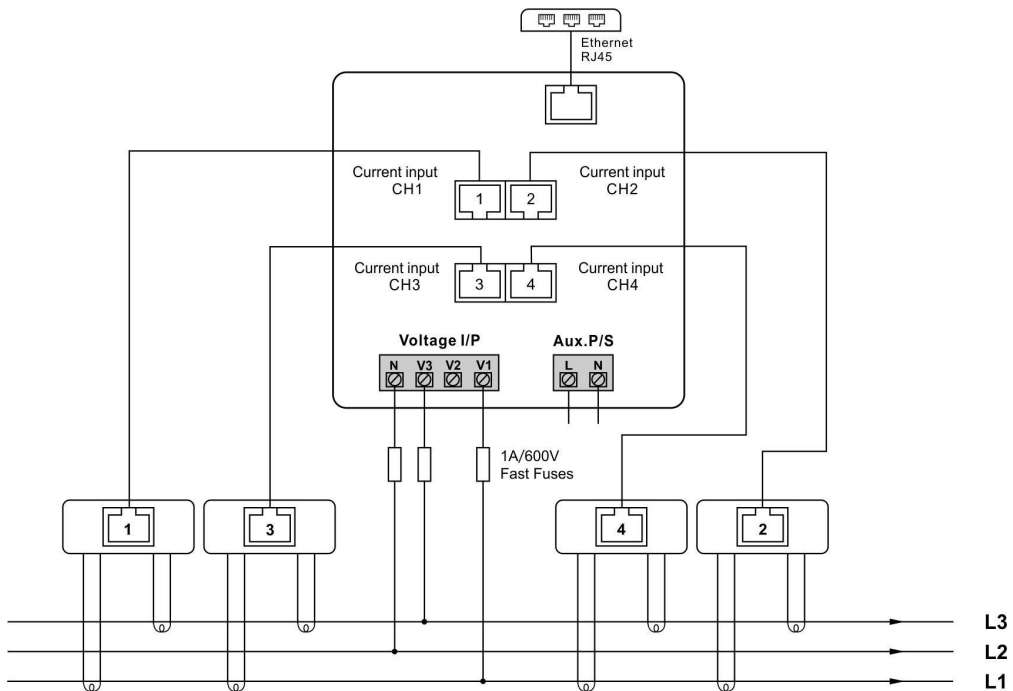 Ethernet
RJ45
Current input
CH1
1
2
Current input
CH2
Current input
CH3
3
4
Current input
CH4
Voltage I/P
Aux.P/S
N V3 V2 V1
L N
1A/600V
Fast Fuses
1
3
4
2
L3
L2
L1